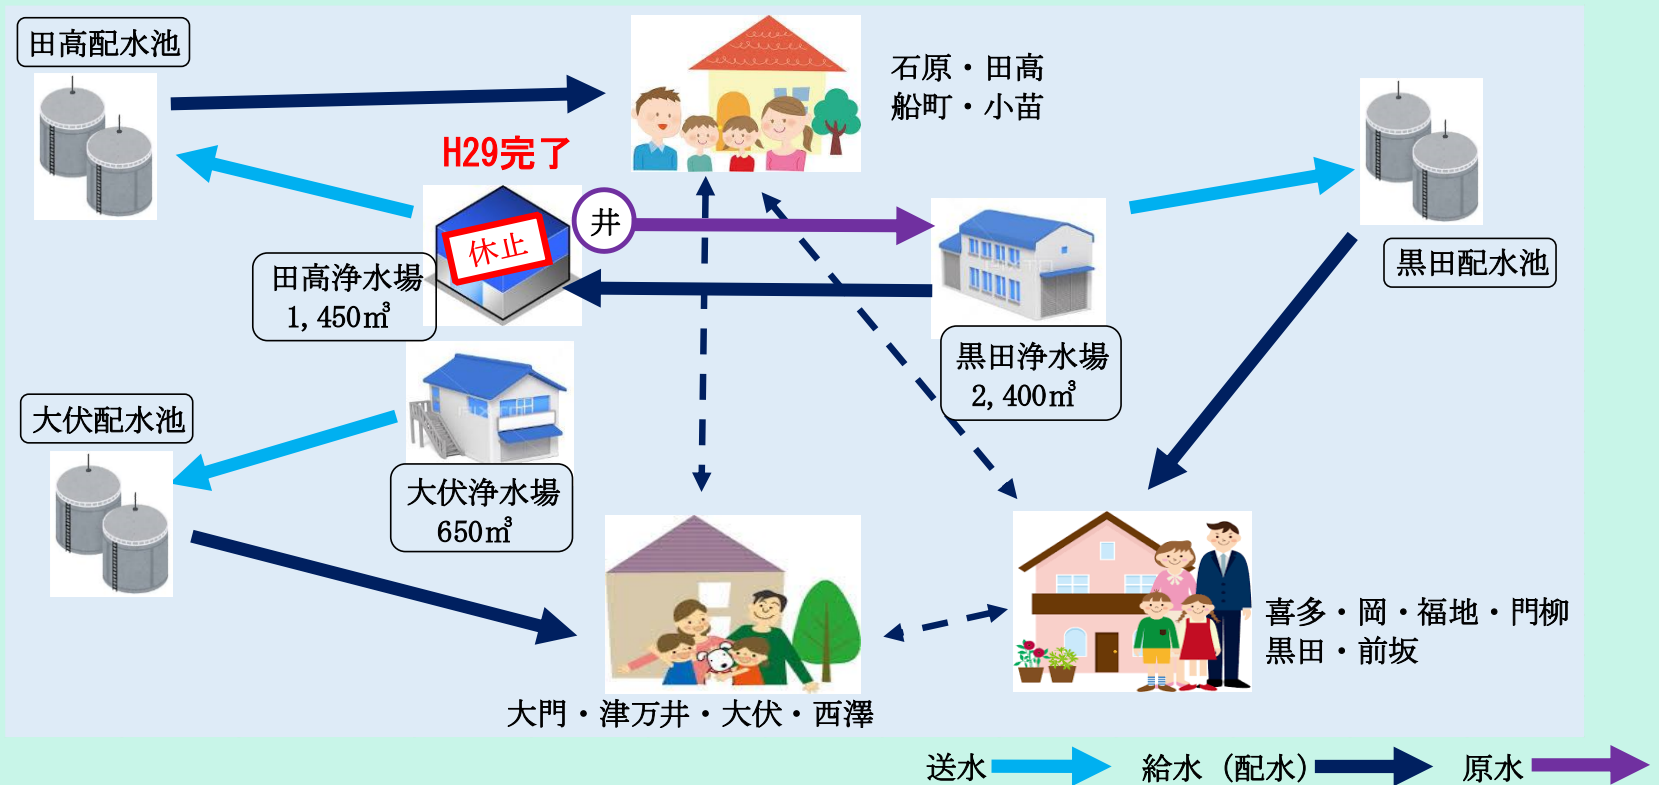 田高配水池
石原・田高
船町・小苗
H29完了
休止
井
田高浄水場
1,450㎥
黒田配水池
黒田浄水場
2,400㎥
大伏配水池
大伏浄水場
650㎥
喜多・岡・福地・門柳
黒田・前坂
大門・津万井・大伏・西澤
送水
給水（配水）
原水